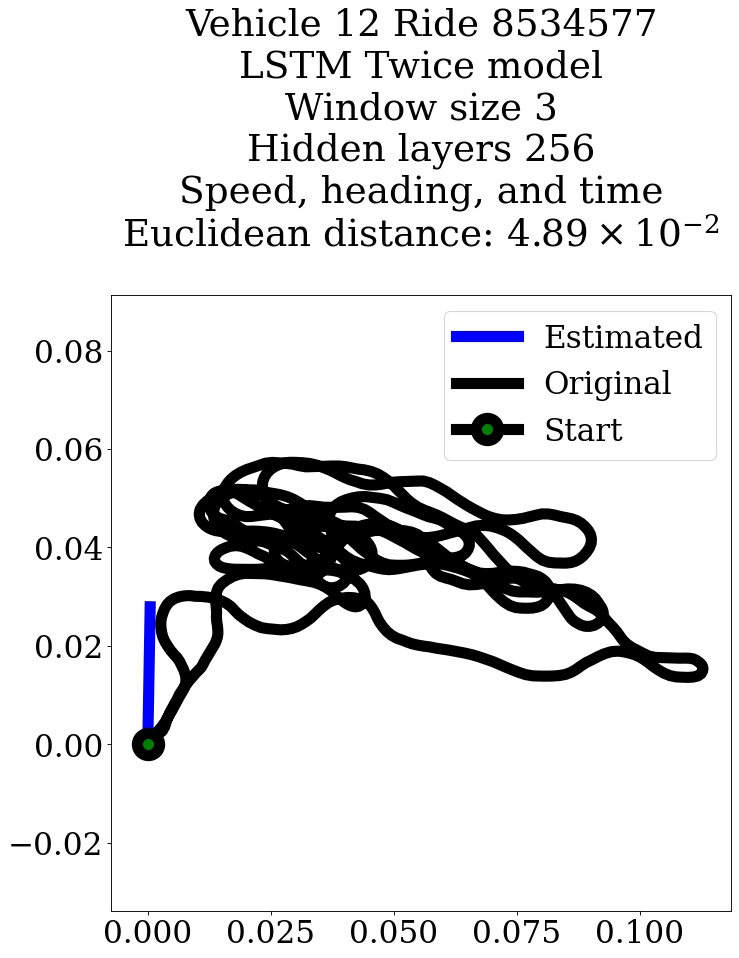 Vehicle 12 Ride 8534577
LSTM Twice model
Window size 3
Hidden layers 256
Speed, heading, and time
Euclidean distance: 4.89 × 10⁻²
Estimated
Original
Start
0.08
0.06
0.04
0.02
0.00
−0.02
0.000 0.025 0.050 0.075 0.100